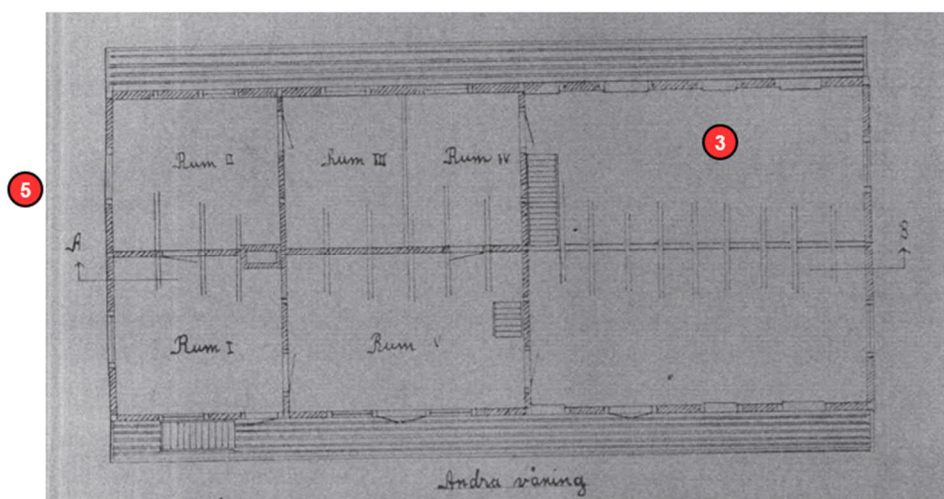 3
Rum II
Rum III
Rum IV
5
A
B
Rum I
Rum V
Andra våning